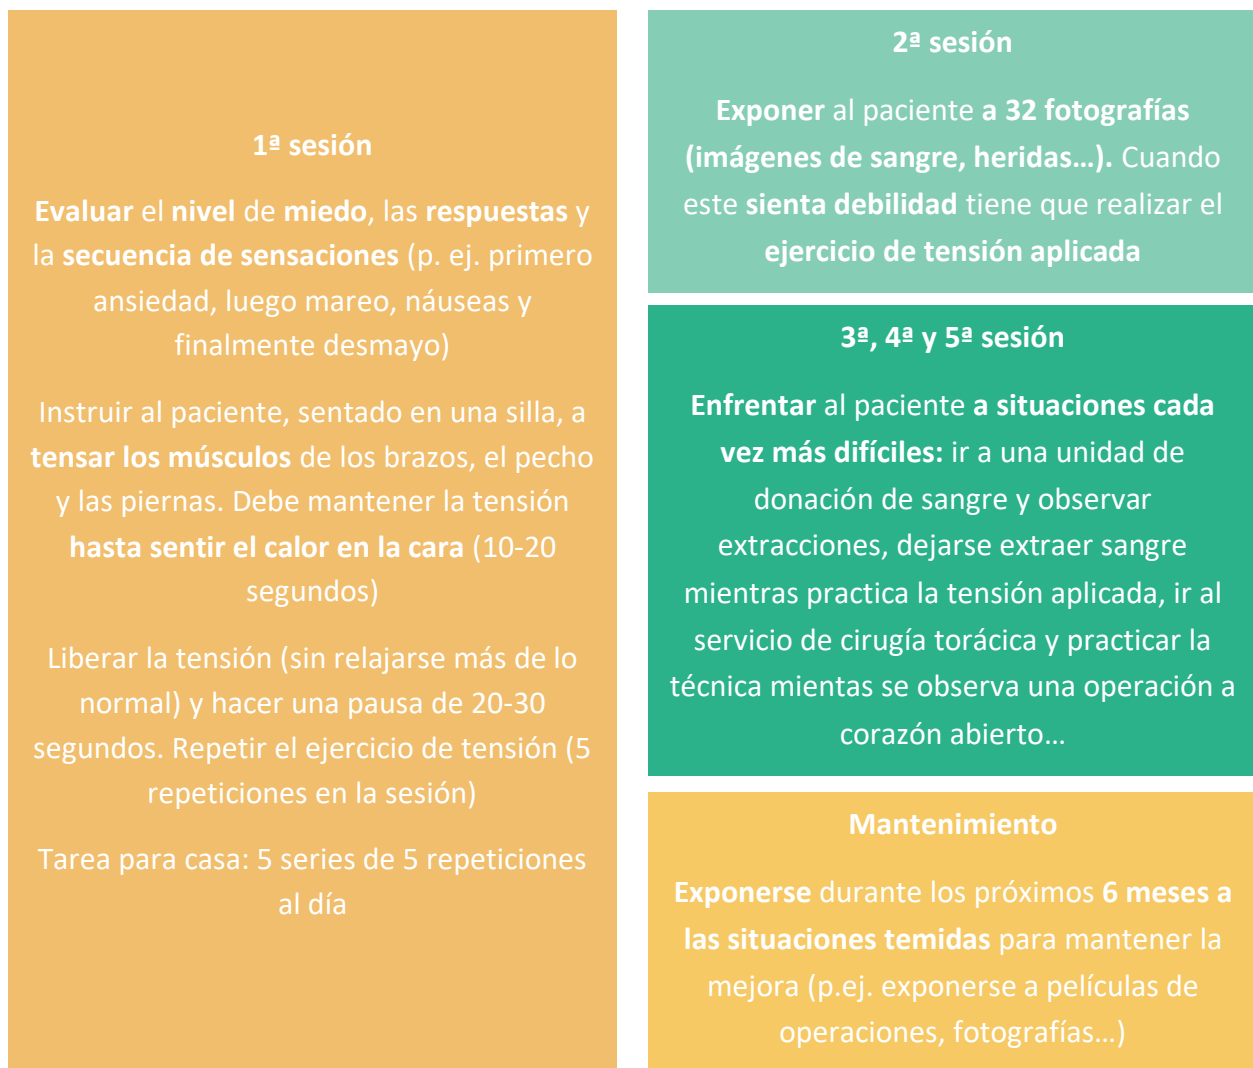 1ª sesión
Evaluar el nivel de miedo, las respuestas y
la secuencia de sensaciones (p. ej. primero
ansiedad, luego mareo, náuseas y
finalmente desmayo)
Instruir al paciente, sentado en una silla, a
tensar los músculos de los brazos, el pecho
y las piernas. Debe mantener la tensión
hasta sentir el calor en la cara (10-20
segundos)
Liberar la tensión (sin relajarse más de lo
normal) y hacer una pausa de 20-30
segundos. Repetir el ejercicio de tensión (5
repeticiones en la sesión)
Tarea para casa: 5 series de 5 repeticiones
al día
2ª sesión
Exponer al paciente a 32 fotografías
(imágenes de sangre, heridas…). Cuando
este sienta debilidad tiene que realizar el
ejercicio de tensión aplicada
3ª, 4ª y 5ª sesión
Enfrentar al paciente a situaciones cada
vez más difíciles: ir a una unidad de
donación de sangre y observar
extracciones, dejarse extraer sangre
mientras practica la tensión aplicada, ir al
servicio de cirugía torácica y practicar la
técnica mientas se observa una operación a
corazón abierto…
Mantenimiento
Exponerse durante los próximos 6 meses a
las situaciones temidas para mantener la
mejora (p.ej. exponerse a películas de
operaciones, fotografías…)